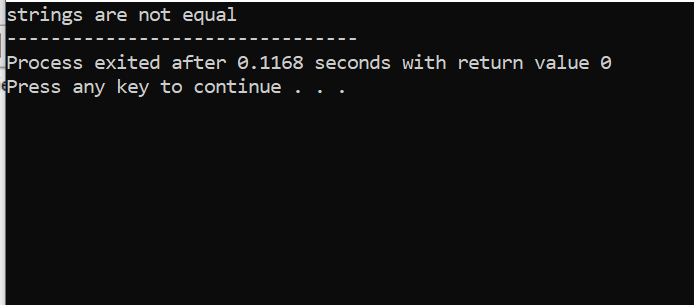 strings are not equal
--------------------------------
Process exited after 0.1168 seconds with return value 0
Press any key to continue . . .